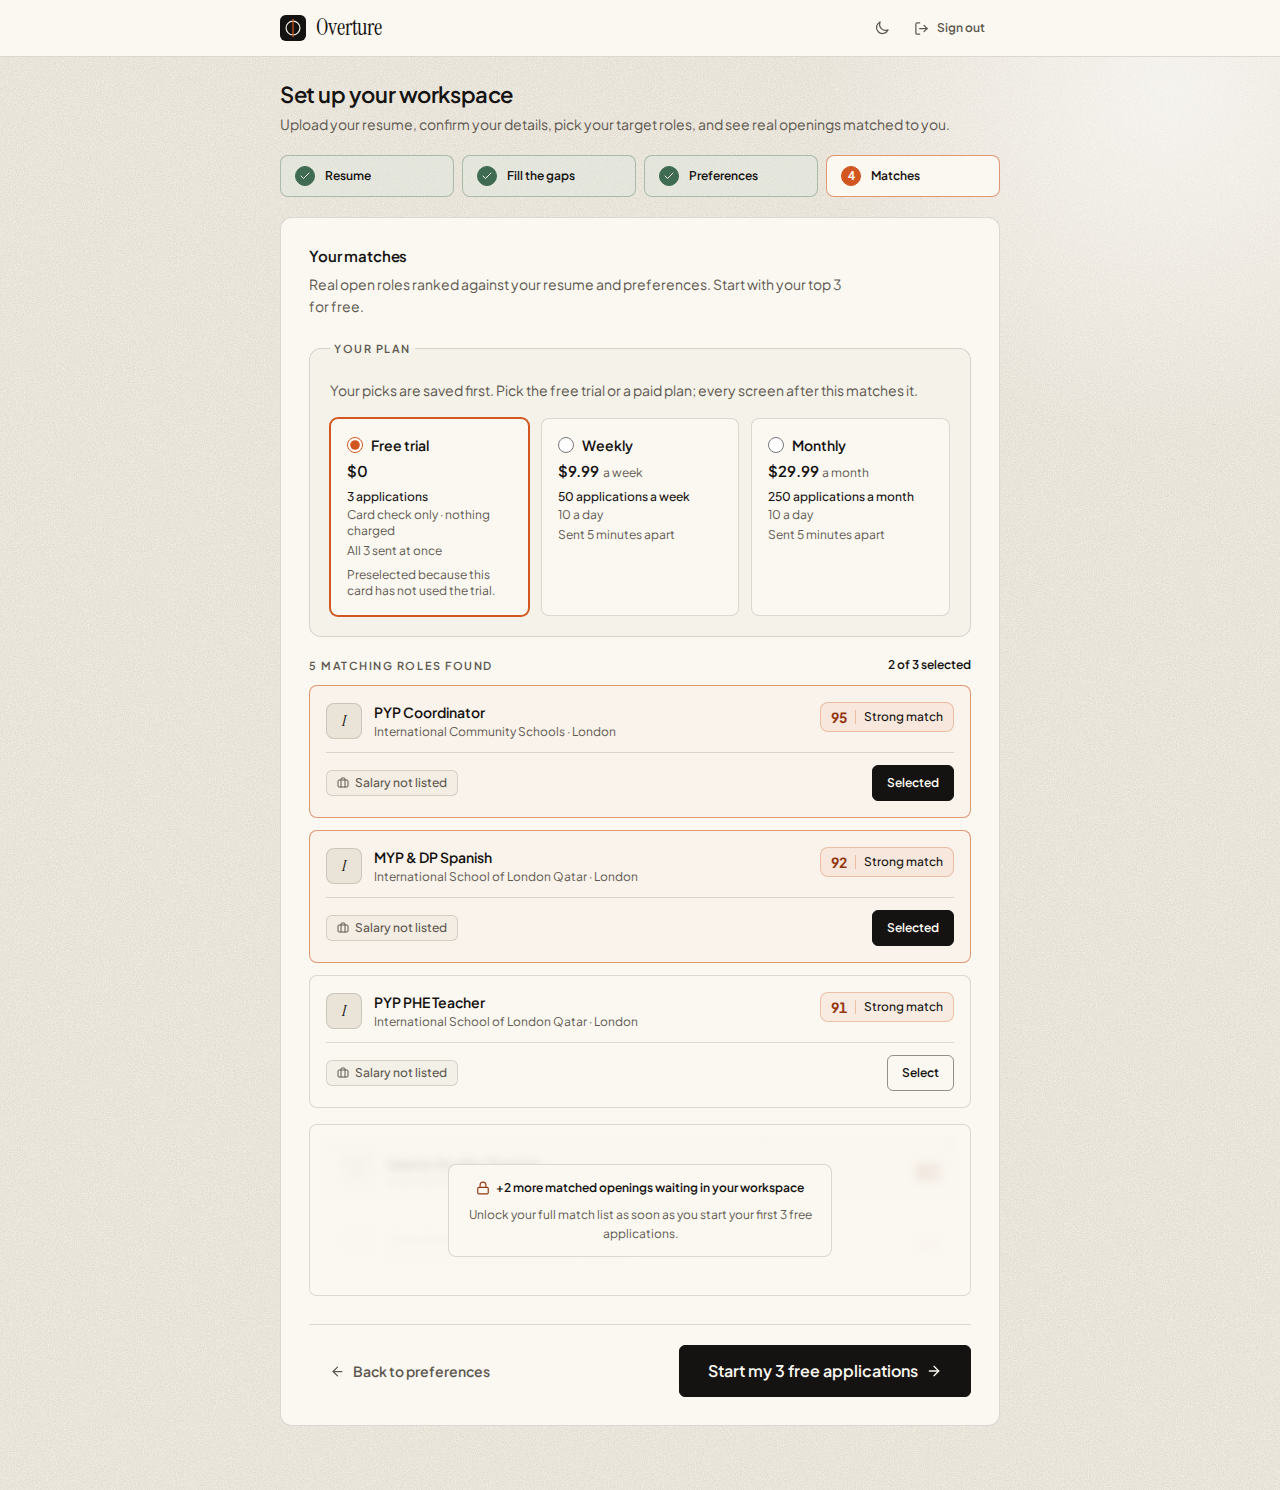 Overture
Sign out
Set up your workspace
Upload your resume, confirm your details, pick your target roles, and see real openings matched to you.
Resume
Fill the gaps
Preferences
4 Matches
Your matches
Real open roles ranked against your resume and preferences. Start with your top 3
for free.
YOUR PLAN
Your picks are saved first. Pick the free trial or a paid plan; every screen after this matches it.
Free trial
$0
3 applications
Card check only · nothing
charged
All 3 sent at once
Preselected because this
card has not used the trial.
Weekly
$9.99 a week
50 applications a week
10 a day
Sent 5 minutes apart
Monthly
$29.99 a month
250 applications a month
10 a day
Sent 5 minutes apart
5 MATCHING ROLES FOUND
2 of 3 selected
I
PYP Coordinator
International Community Schools · London
95 Strong match
Salary not listed
Selected
I
MYP & DP Spanish
International School of London Qatar · London
92 Strong match
Salary not listed
Selected
I
PYP PHE Teacher
International School of London Qatar · London
91 Strong match
Salary not listed
Select
+2 more matched openings waiting in your workspace
Unlock your full match list as soon as you start your first 3 free
applications.
Back to preferences
Start my 3 free applications